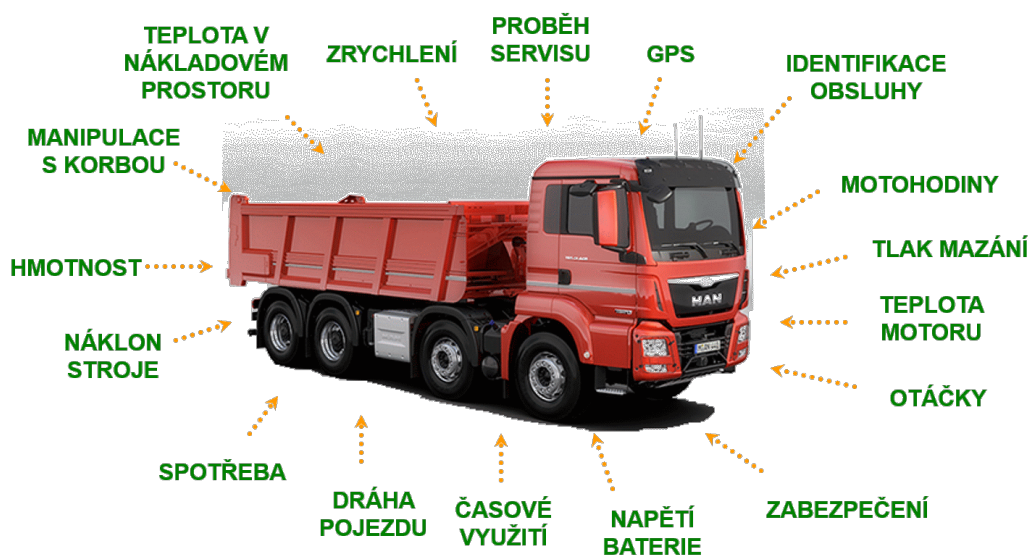 TEPLOTA V
NÁKLADOVÉM
PROSTORU
ZRYCHLENÍ
PROBĚH
SERVISU
GPS
IDENTIFIKACE
OBSLUHY
MANIPULACE
S KORBOU
MOTOHODINY
HMOTNOST
TLAK MAZÁNÍ
TEPLOTA
MOTORU
NÁKLON
STROJE
OTÁČKY
SPOTŘEBA
DRÁHA
POJEZDU
ČASOVÉ
VYUŽITÍ
NAPĚTÍ
BATERIE
ZABEZPEČENÍ
MAN